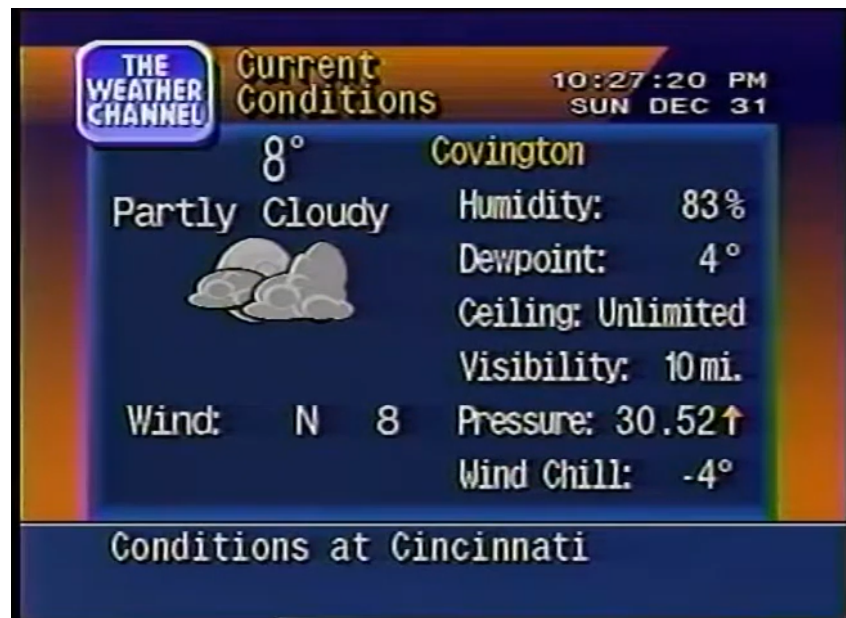 THE
WEATHER
CHANNEL
Current
Conditions
10:27:20 PM
SUN DEC 31
8°
Partly Cloudy
Wind: N 8
Covington
Humidity: 83%
Dewpoint: 4°
Ceiling: Unlimited
Visibility: 10 mi.
Pressure: 30.52↑
Wind Chill: -4°
Conditions at Cincinnati